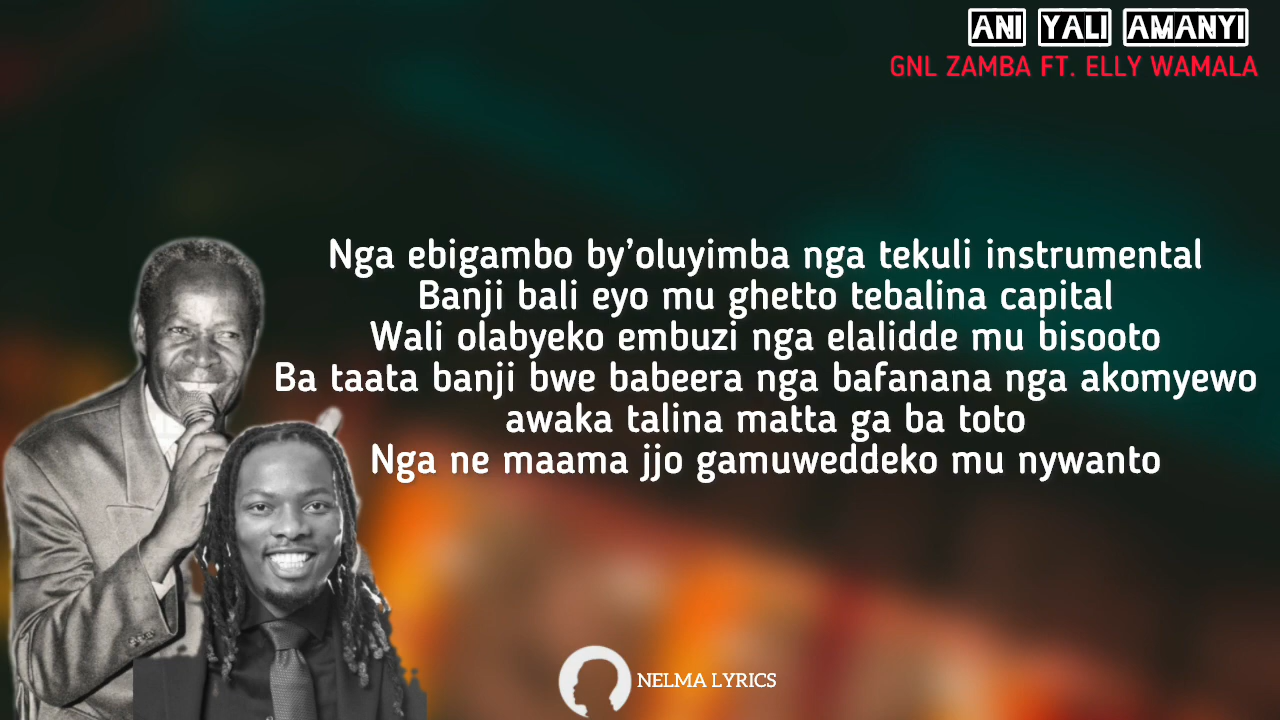 ANI YALI AMANYI
GNL ZAMBA FT. ELLY WAMALA
Nga ebigambo by’oluyimba nga tekuli instrumental
Banji bali eyo mu ghetto tebalina capital
Wali olabyeko embuzi nga elalidde mu bisooto
Ba taata banji bwe babeera nga bafanana nga akomyewo
awaka talina matta ga ba toto
Nga ne maama jjo gamuweddeko mu nywanto
NELMA LYRICS